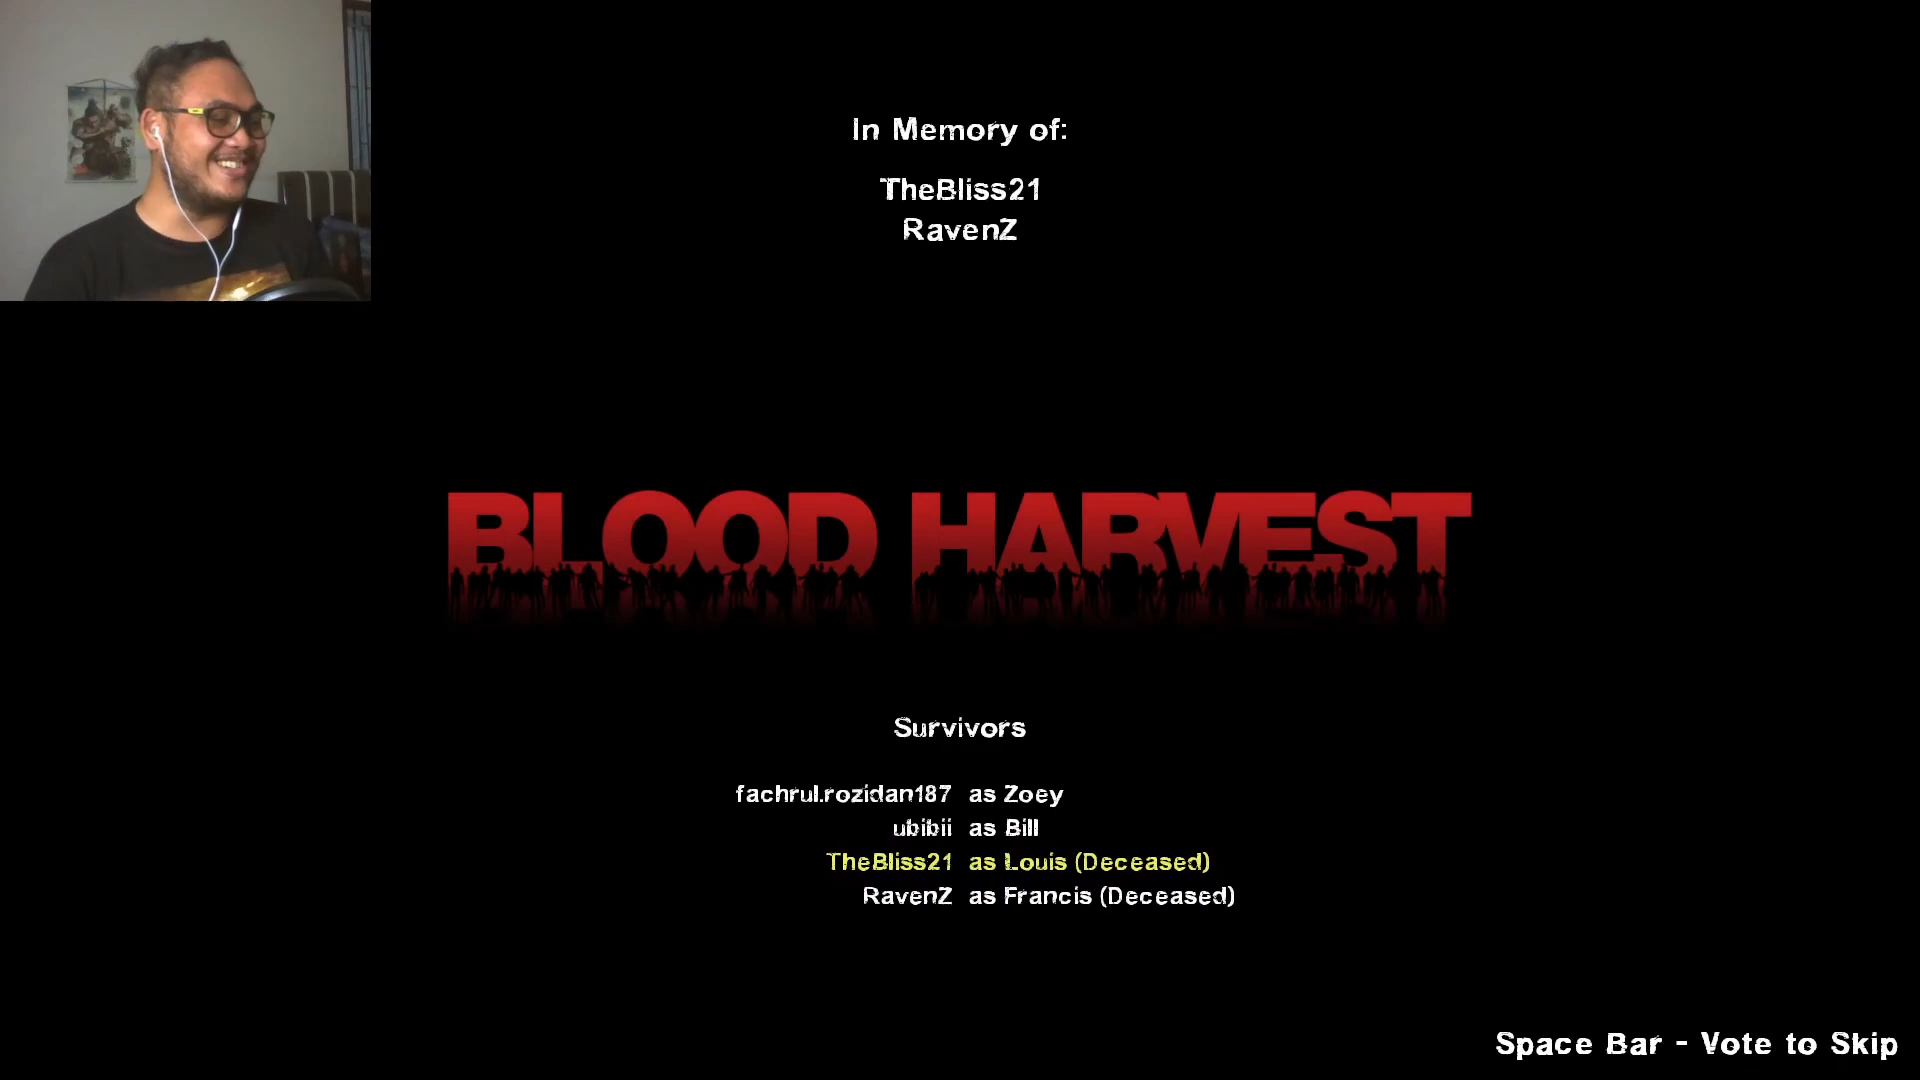 In Memory of:
TheBliss21
RavenZ
BLOOD HARVEST
Survivors
fachrul.rozidan187 as Zoey
ubibii as Bill
TheBliss21 as Louis (Deceased)
RavenZ as Francis (Deceased)
Space Bar - Vote to Skip